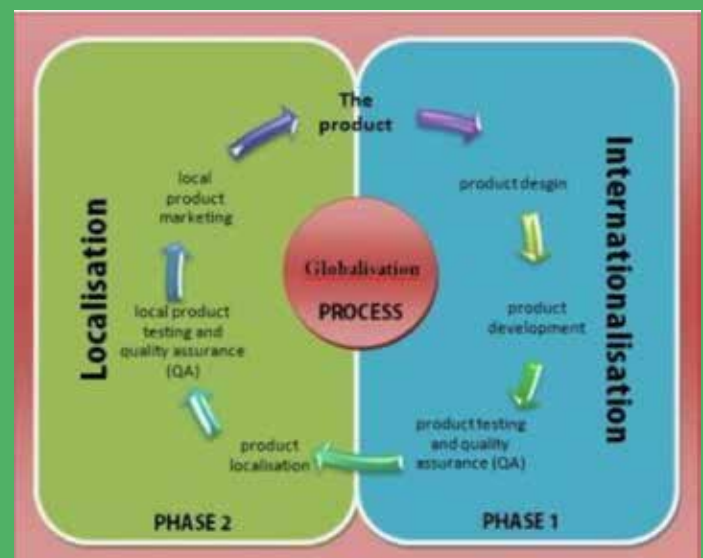 The
product
product desgin
product
development
product testing
and quality
assurance (QA)
product
localisation
local product
testing and
quality assurance
(QA)
local
product
marketing
Globalisation
PROCESS
Localisation
Internationalisation
PHASE 2
PHASE 1